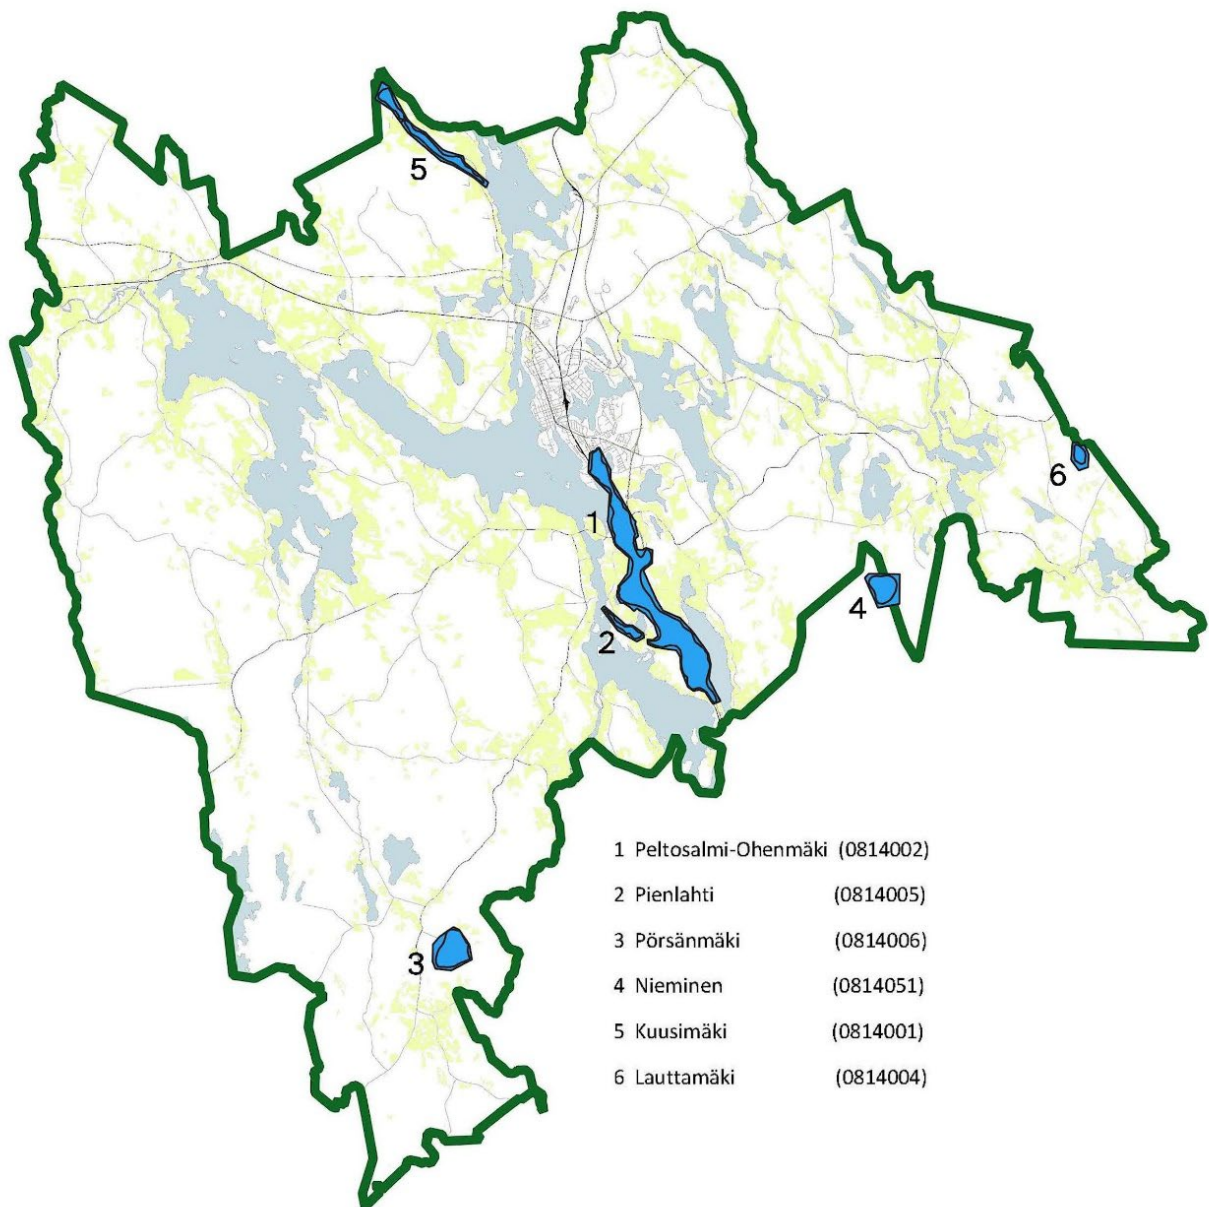 5
6
1
4
2
3
1 Peltosalmi-Ohenmäki (0814002)
2 Pienlahti (0814005)
3 Pörsänmäki (0814006)
4 Nieminen (0814051)
5 Kuusimäki (0814001)
6 Lauttamäki (0814004)